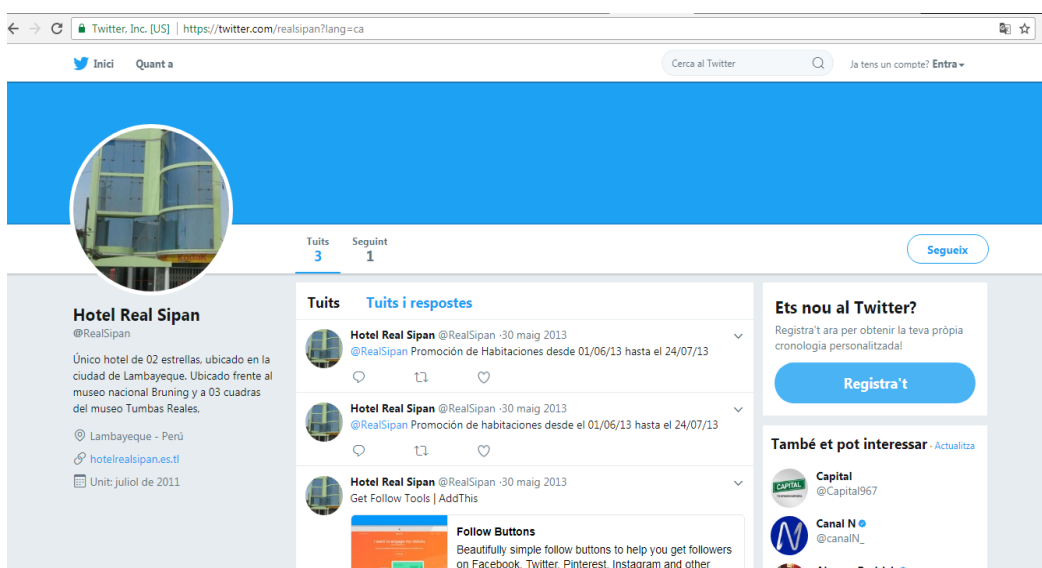 Twitter, Inc. [US] | https://twitter.com/realsipan?lang=ca
Inici Quant a Cerca al Twitter Ja tens un compte? Entra
Tuits Seguint
3 1 Segueix
Hotel Real Sipan
@RealSipan
Único hotel de 02 estrellas, ubicado en la
ciudad de Lambayeque. Ubicado frente al
museo nacional Bruning y a 03 cuadras
del museo Tumbas Reales.
Lambayeque - Perú
hotelrealsipan.es.tl
Unit: juliol de 2011
Tuits Tuits i respostes
Hotel Real Sipan @RealSipan ·30 maig 2013
@RealSipan Promoción de Habitaciones desde 01/06/13 hasta el 24/07/13
Hotel Real Sipan @RealSipan ·30 maig 2013
@RealSipan Promoción de habitaciones desde el 01/06/13 hasta el 24/07/13
Hotel Real Sipan @RealSipan ·30 maig 2013
Get Follow Tools | AddThis
Follow Buttons
Beautifully simple follow buttons to help you get followers
on Facebook, Twitter, Pinterest, Instagram and other
Ets nou al Twitter?
Registra't ara per obtenir la teva pròpia
cronologia personalitzada!
Registra't
També et pot interessar · Actualitza
CAPITAL
Capital
@Capital967
Canal N
@canalN_